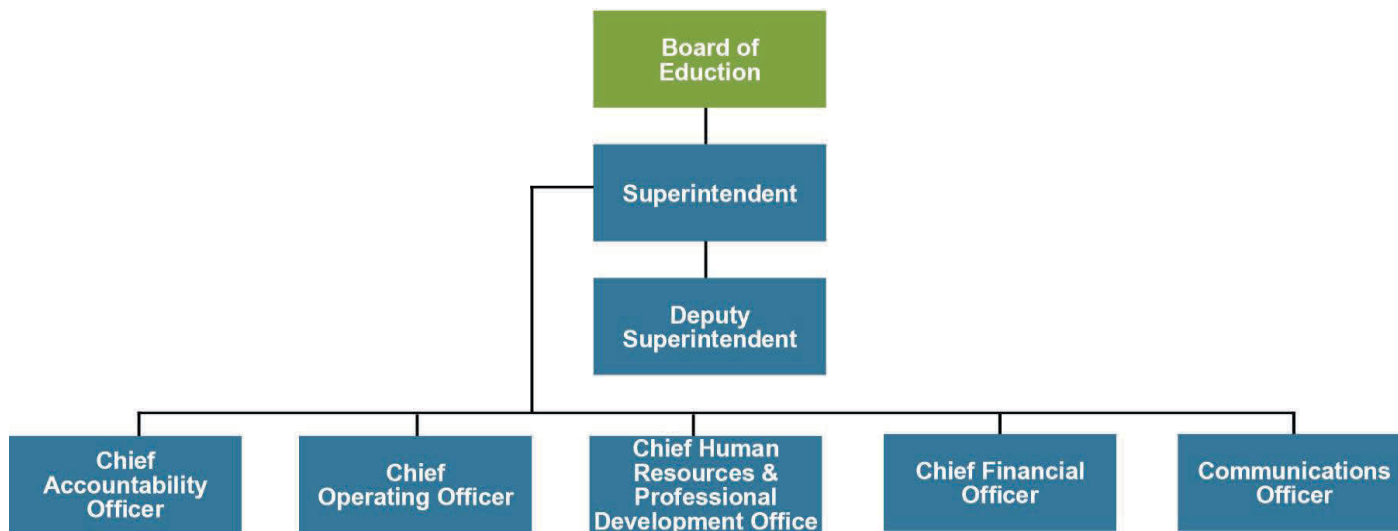 Board of
Eduction
Superintendent
Deputy
Superintendent
Chief
Accountability
Officer
Chief
Operating Officer
Chief Human
Resources &
Professional
Development Office
Chief Financial
Officer
Communications
Officer